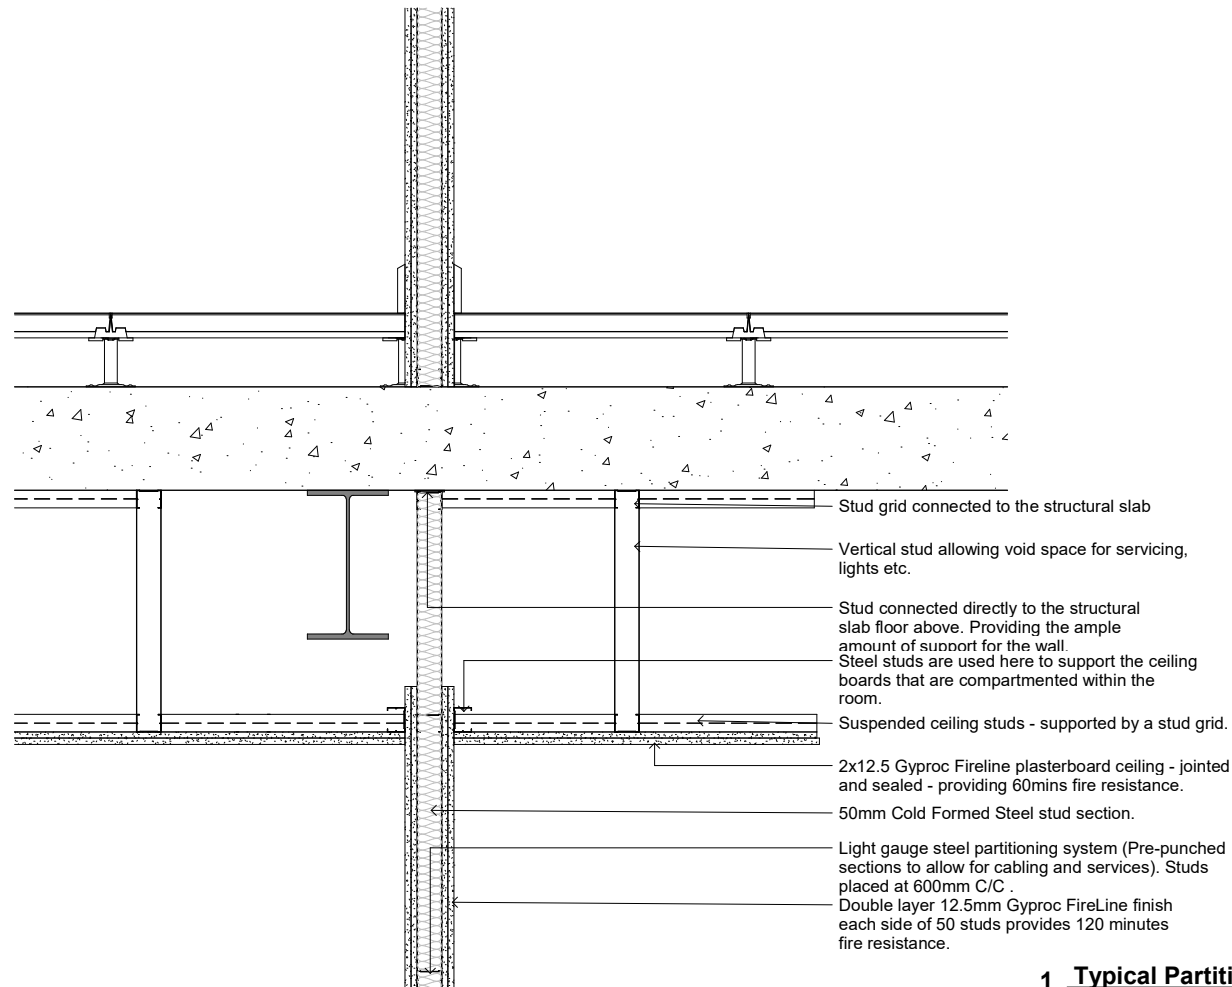 Stud grid connected to the structural slab
Vertical stud allowing void space for servicing,
lights etc.
Stud connected directly to the structural
slab floor above. Providing the ample
amount of support for the wall.
Steel studs are used here to support the ceiling
boards that are compartmented within the
room.
Suspended ceiling studs - supported by a stud grid.
2x12.5 Gyproc Fireline plasterboard ceiling - jointed
and sealed - providing 60mins fire resistance.
50mm Cold Formed Steel stud section.
Light gauge steel partitioning system (Pre-punched
sections to allow for cabling and services). Studs
placed at 600mm C/C .
Double layer 12.5mm Gyproc FireLine finish
each side of 50 studs provides 120 minutes
fire resistance.
1 Typical Partiti